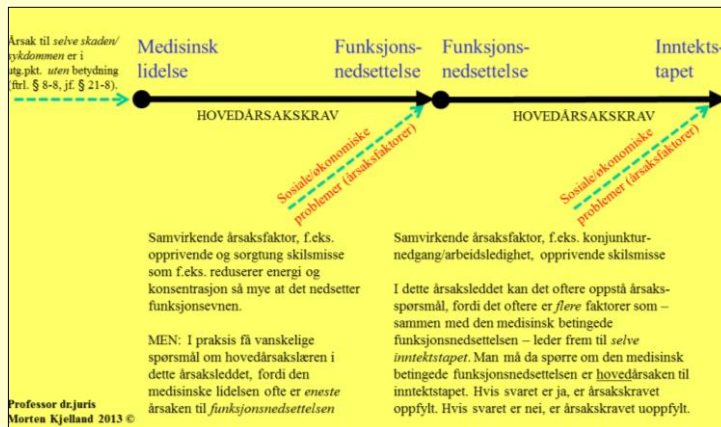 Årsak til selve skaden/
sykdommen er i
utg.pkt. uten betydning
(ftrl. § 8-8, jf. § 21-8).
Medisinsk
lidelse
Funksjons-
nedsettelse
Funksjons-
nedsettelse
Inntekts-
tapet
HOVEDÅRSAKSKRAV
HOVEDÅRSAKSKRAV
Sosiale/økonomiske
problemer (årsaksfaktorer)
Sosiale/økonomiske
problemer (årsaksfaktorer)
Samvirkende årsaksfaktor, f.eks.
opprivende og sorgtung skilsmisse
som f.eks. reduserer energi og
konsentrasjon så mye at det nedsetter
funksjonsevnen.
MEN: I praksis få vanskelige
spørsmål om hovedårsakslæren i
dette årsaksleddet, fordi den
medisinske lidelsen ofte er eneste
årsaken til funksjonsnedsettelsen
Samvirkende årsaksfaktor, f.eks. konjunktur-
nedgang/arbeidsledighet, opprivende skilsmisse
I dette årsaksleddet kan det oftere oppstå årsaks-
spørsmål, fordi det oftere er flere faktorer som –
sammen med den medisinsk betingede
funksjonsnedsettelsen – leder frem til selve
inntektstapet. Man må da spørre om den medisinsk
betingede funksjonsnedsettelsen er hovedårsaken til
inntektstapet. Hvis svaret er ja, er årsakskravet
oppfylt. Hvis svaret er nei, er årsakskravet uoppfylt.
Professor dr.juris
Morten Kjelland 2013 ©